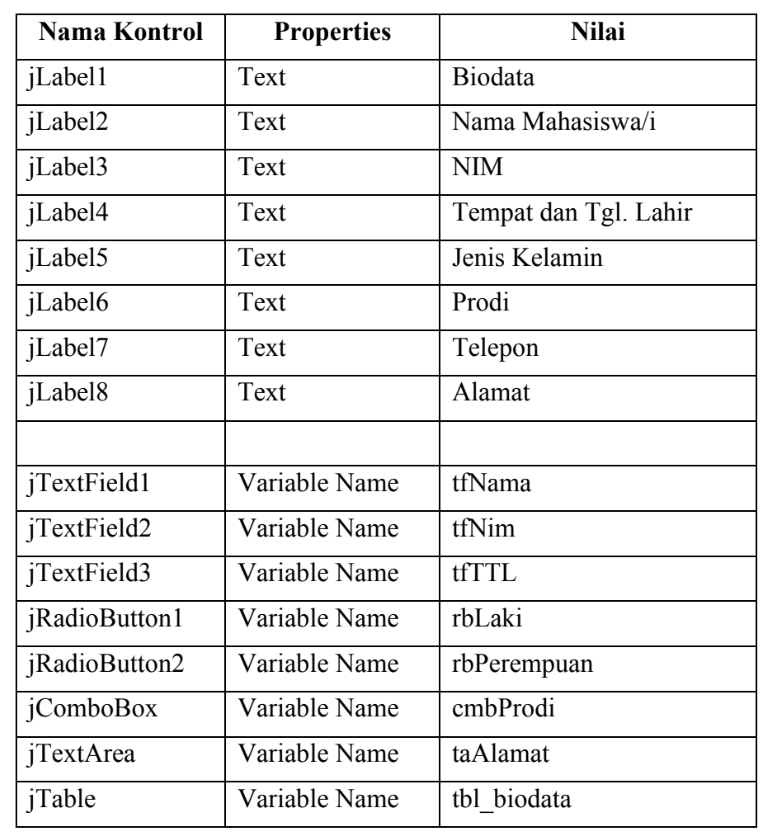 Nama Kontrol Properties Nilai
jLabel1 Text Biodata
jLabel2 Text Nama Mahasiswa/i
jLabel3 Text NIM
jLabel4 Text Tempat dan Tgl. Lahir
jLabel5 Text Jenis Kelamin
jLabel6 Text Prodi
jLabel7 Text Telepon
jLabel8 Text Alamat
jTextField1 Variable Name tfNama
jTextField2 Variable Name tfNim
jTextField3 Variable Name tfTTL
jRadioButton1 Variable Name rbLaki
jRadioButton2 Variable Name rbPerempuan
jComboBox Variable Name cmbProdi
jTextArea Variable Name taAlamat
jTable Variable Name tbl_biodata